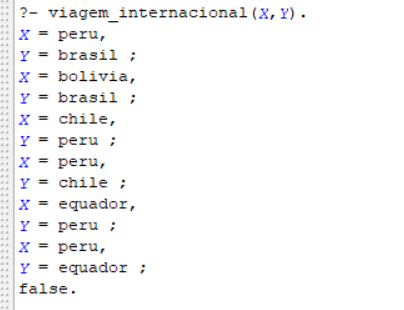 ?- viagem_internacional(X,Y).
X = peru,
Y = brasil ;
X = bolivia,
Y = brasil ;
X = chile,
Y = peru ;
X = peru,
Y = chile ;
X = equador,
Y = peru ;
X = peru,
Y = equador ;
false.